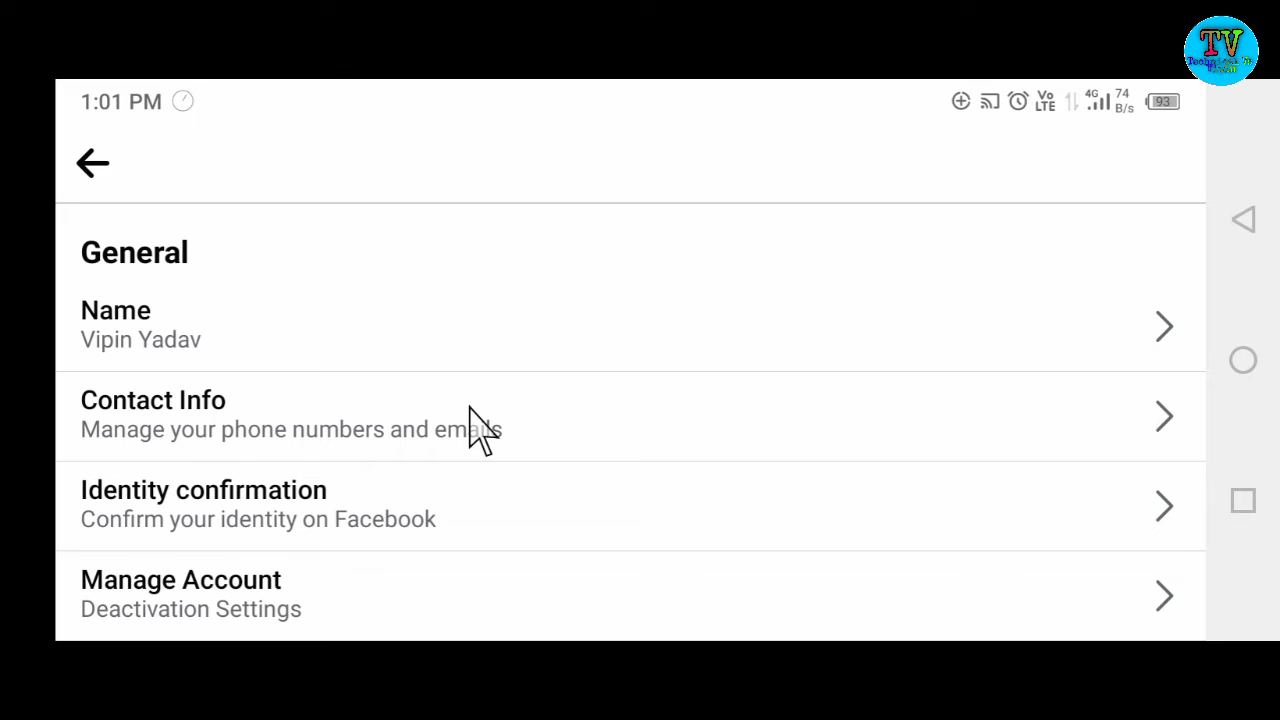 TV
1:01 PM
Vo
LTE
4G
74
B/s
93
General
Name
Vipin Yadav
Contact Info
Manage your phone numbers and emails
Identity confirmation
Confirm your identity on Facebook
Manage Account
Deactivation Settings